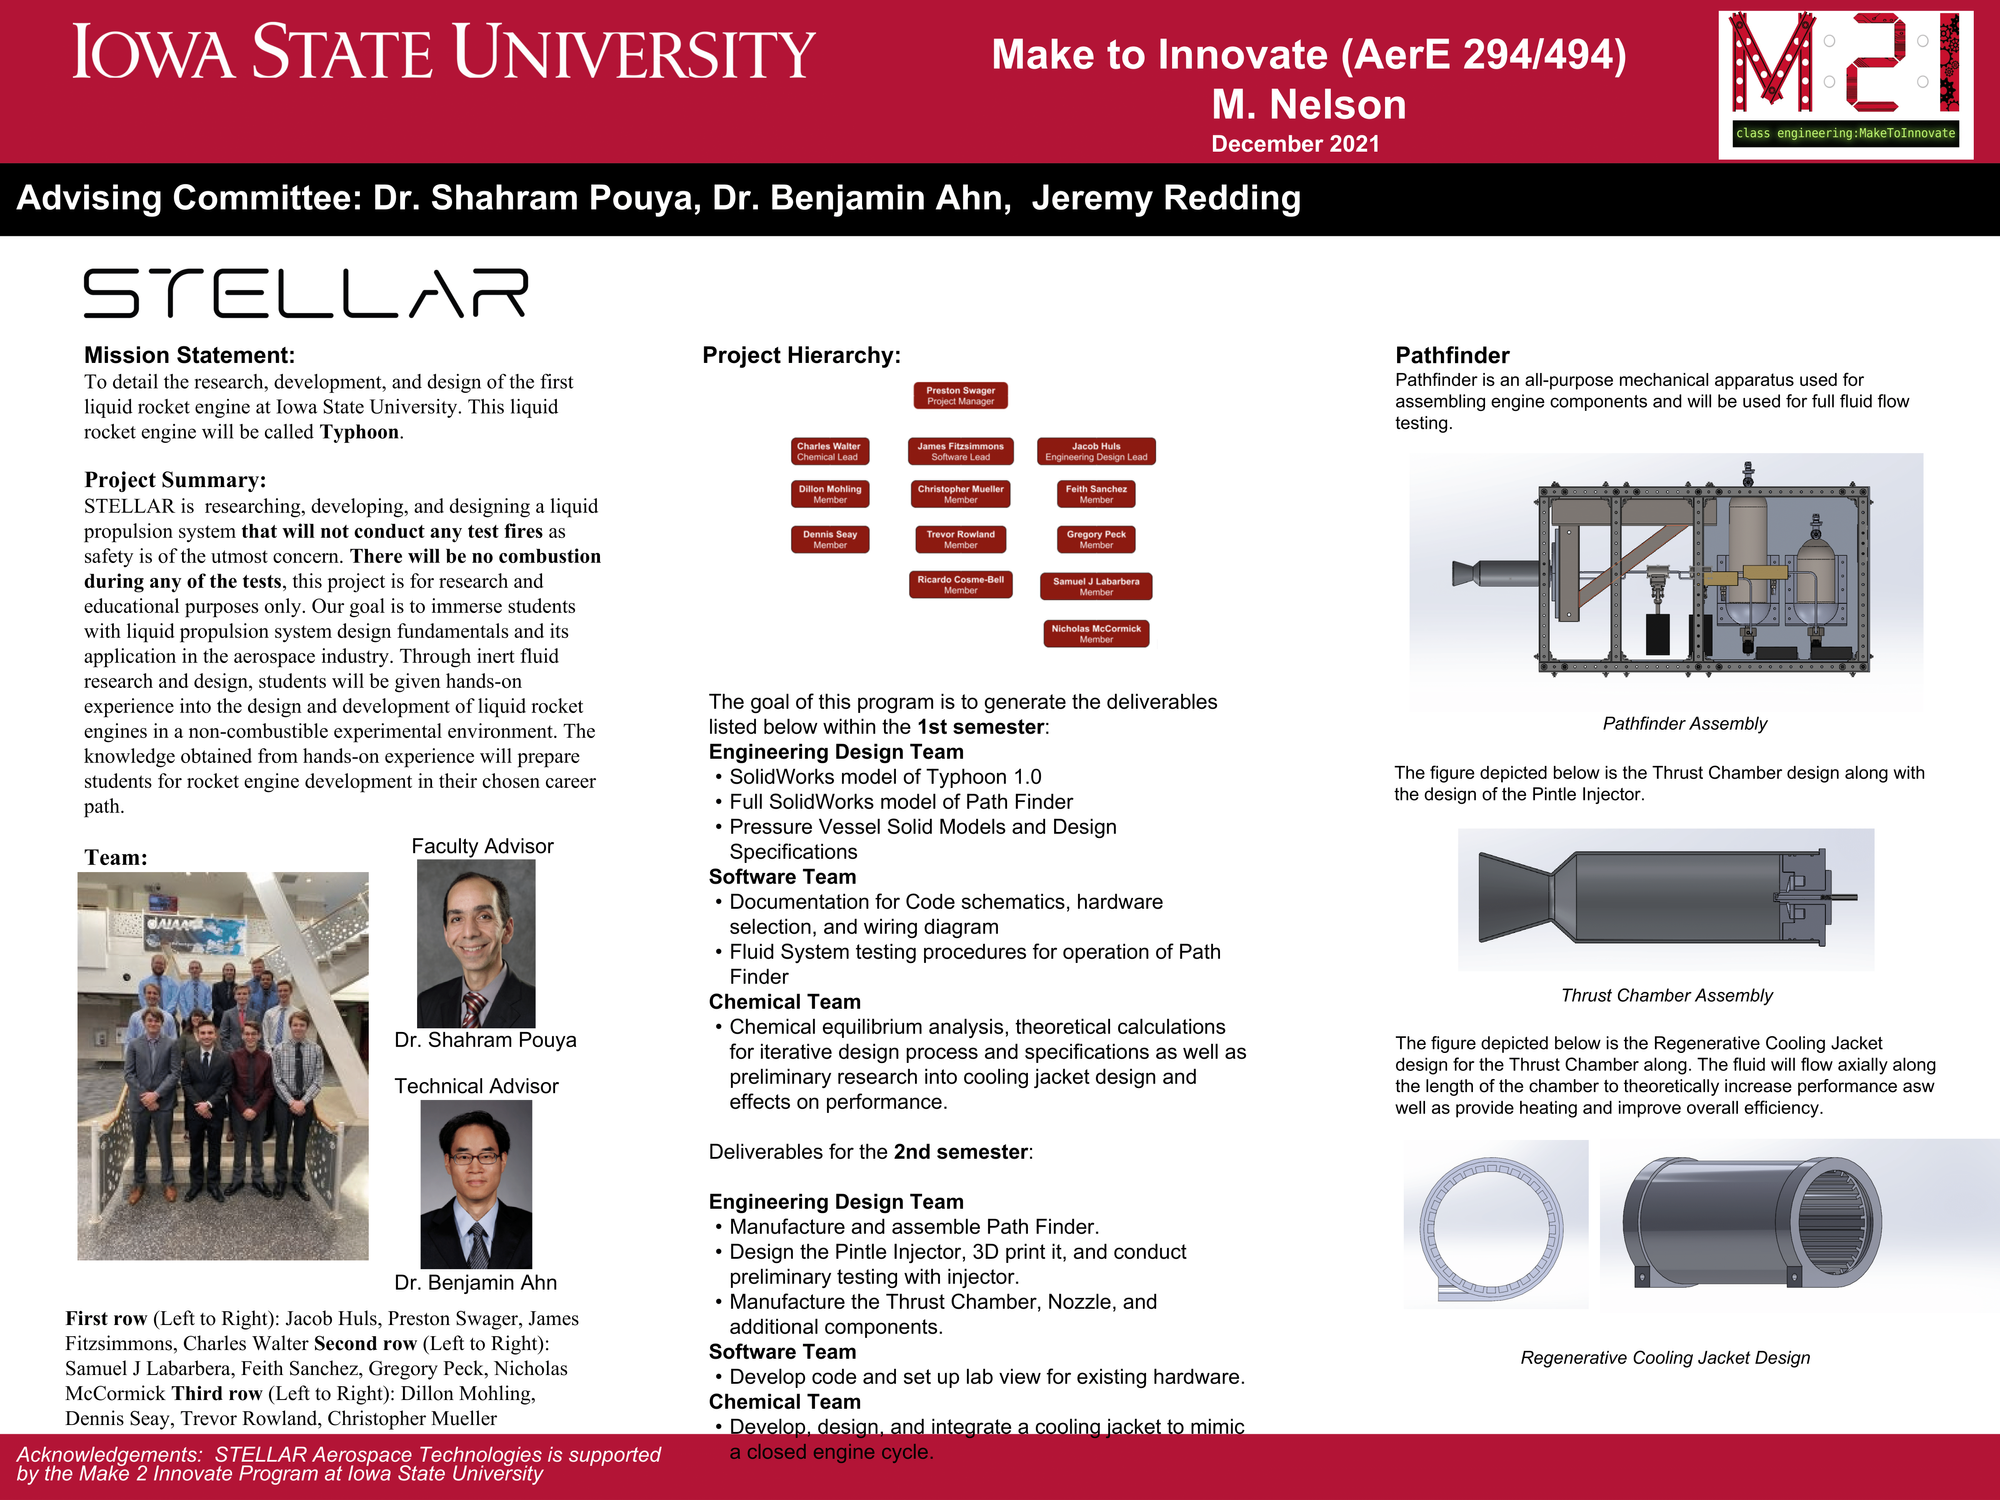 IOWA STATE UNIVERSITY
Make to Innovate (AerE 294/494)
M. Nelson
December 2021
M2I
class engineering:MakeToInnovate
Advising Committee: Dr. Shahram Pouya, Dr. Benjamin Ahn,  Jeremy Redding
STELLAR
Mission Statement:
To detail the research, development, and design of the first
liquid rocket engine at Iowa State University. This liquid
rocket engine will be called Typhoon.
Project Summary:
STELLAR is  researching, developing, and designing a liquid
propulsion system that will not conduct any test fires as
safety is of the utmost concern. There will be no combustion
during any of the tests, this project is for research and
educational purposes only. Our goal is to immerse students
with liquid propulsion system design fundamentals and its
application in the aerospace industry. Through inert fluid
research and design, students will be given hands-on
experience into the design and development of liquid rocket
engines in a non-combustible experimental environment. The
knowledge obtained from hands-on experience will prepare
students for rocket engine development in their chosen career
path.
Team:
AIAA
Faculty Advisor
Dr. Shahram Pouya
Technical Advisor
Dr. Benjamin Ahn
First row (Left to Right): Jacob Huls, Preston Swager, James
Fitzsimmons, Charles Walter Second row (Left to Right):
Samuel J Labarbera, Feith Sanchez, Gregory Peck, Nicholas
McCormick Third row (Left to Right): Dillon Mohling,
Dennis Seay, Trevor Rowland, Christopher Mueller
Project Hierarchy:
Preston Swager
Project Manager
Charles Walter
Chemical Lead
James Fitzsimmons
Software Lead
Jacob Huls
Engineering Design Lead
Dillon Mohling
Member
Christopher Mueller
Member
Feith Sanchez
Member
Dennis Seay
Member
Trevor Rowland
Member
Gregory Peck
Member
Ricardo Cosme-Bell
Member
Samuel J Labarbera
Member
Nicholas McCormick
Member
The goal of this program is to generate the deliverables
listed below within the 1st semester:
Engineering Design Team
• SolidWorks model of Typhoon 1.0
• Full SolidWorks model of Path Finder
• Pressure Vessel Solid Models and Design
Specifications
Software Team
• Documentation for Code schematics, hardware
selection, and wiring diagram
• Fluid System testing procedures for operation of Path
Finder
Chemical Team
• Chemical equilibrium analysis, theoretical calculations
for iterative design process and specifications as well as
preliminary research into cooling jacket design and
effects on performance.
Deliverables for the 2nd semester:
Engineering Design Team
• Manufacture and assemble Path Finder.
• Design the Pintle Injector, 3D print it, and conduct
preliminary testing with injector.
• Manufacture the Thrust Chamber, Nozzle, and
additional components.
Software Team
• Develop code and set up lab view for existing hardware.
Chemical Team
• Develop, design, and integrate a cooling jacket to mimic
a closed engine cycle.
Pathfinder
Pathfinder is an all-purpose mechanical apparatus used for
assembling engine components and will be used for full fluid flow
testing.
Pathfinder Assembly
The figure depicted below is the Thrust Chamber design along with
the design of the Pintle Injector.
Thrust Chamber Assembly
The figure depicted below is the Regenerative Cooling Jacket
design for the Thrust Chamber along. The fluid will flow axially along
the length of the chamber to theoretically increase performance asw
well as provide heating and improve overall efficiency.
Regenerative Cooling Jacket Design
Acknowledgements:  STELLAR Aerospace Technologies is supported
by the Make 2 Innovate Program at Iowa State University